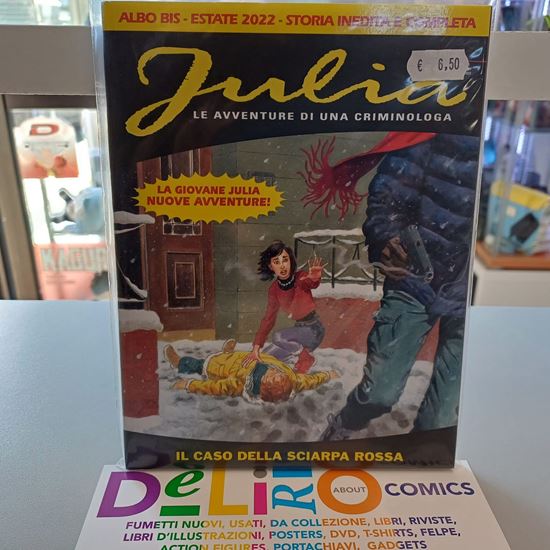 ALBO BIS - ESTATE 2022 - STORIA INEDITA E COMPLETA
Julia
€ 6,50
LE AVVENTURE DI UNA CRIMINOLOGA
LA GIOVANE JULIA
NUOVE AVVENTURE!
IL CASO DELLA SCIARPA ROSSA
DeLiRiO ABOUT COMICS
FUMETTI NUOVI, USATI, DA COLLEZIONE, LIBRI, RIVISTE,
LIBRI D'ILLUSTRAZIONI, POSTERS, DVD, T-SHIRTS, FELPE,
ACTION FIGURES, PORTACHIAVI, GADGETS